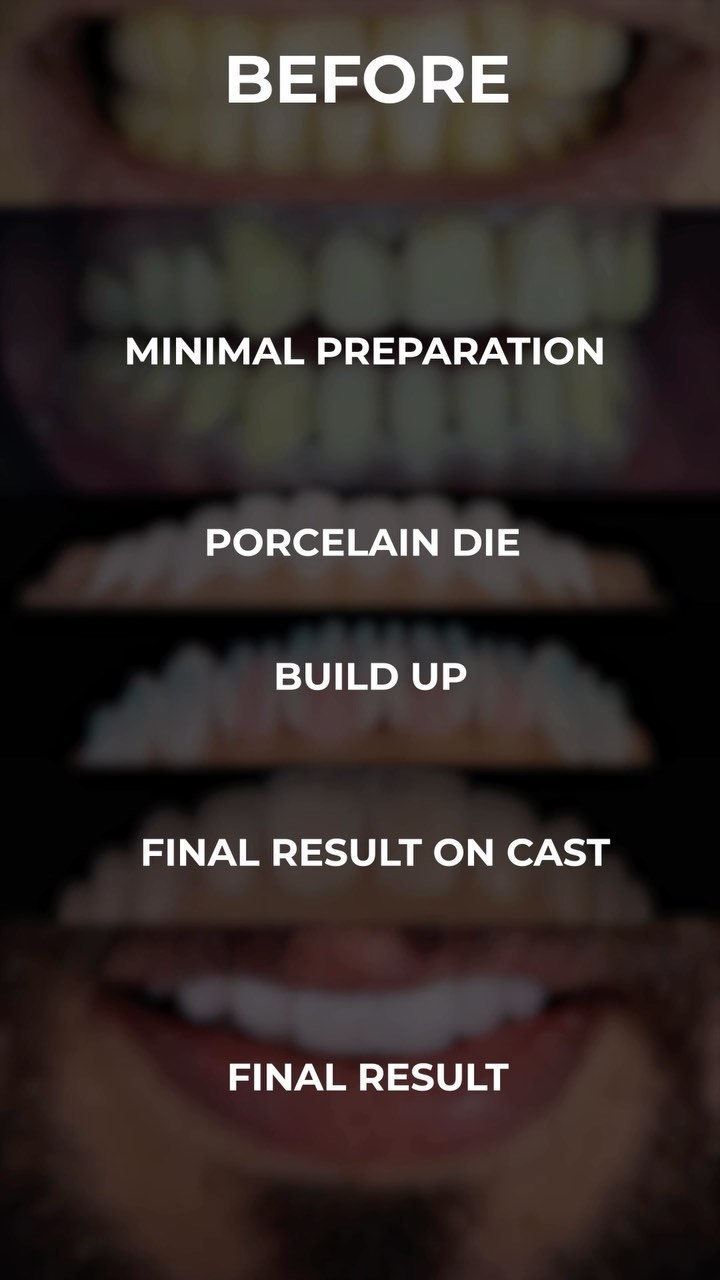 BEFORE
MINIMAL PREPARATION
PORCELAIN DIE
BUILD UP
FINAL RESULT ON CAST
FINAL RESULT